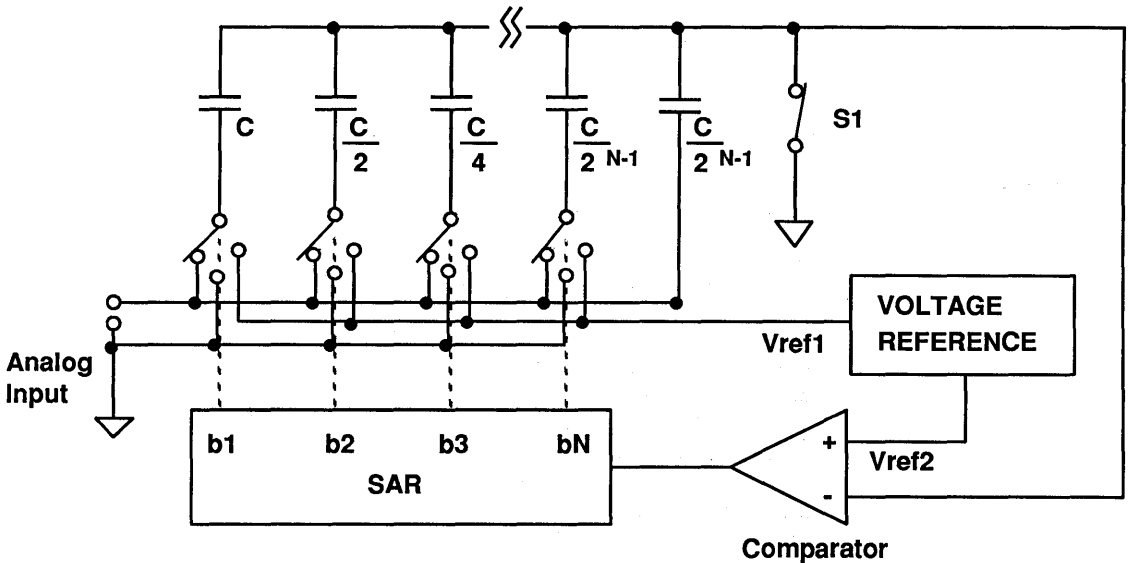 C
C
2
C
4
C
2 N-1
C
2 N-1
S1
Analog
Input
Vref1
VOLTAGE
REFERENCE
b1 b2 b3 bN
SAR
+
Vref2
-
Comparator